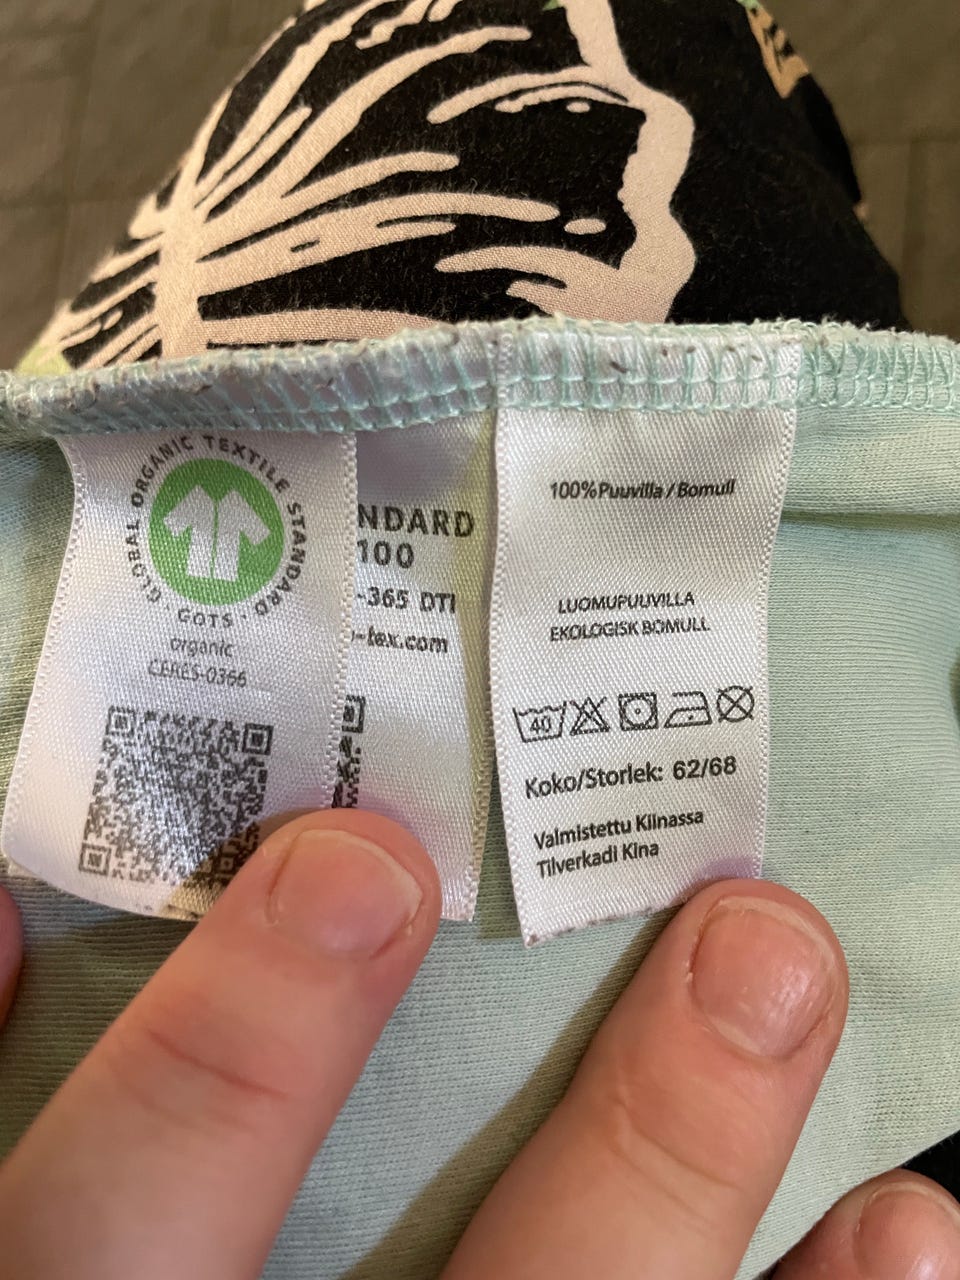 GLOBAL ORGANIC TEXTILE STANDARD · GOTS ·
organic
CERES-0366
NDARD
100
-365 DTI
-tex.com
100%Puuvilla / Bomull
LUOMUPUUVILLA
EKOLOGISK BOMULL
40
Koko/Storlek: 62/68
Valmistettu Kiinassa
Tilverkadi Kina